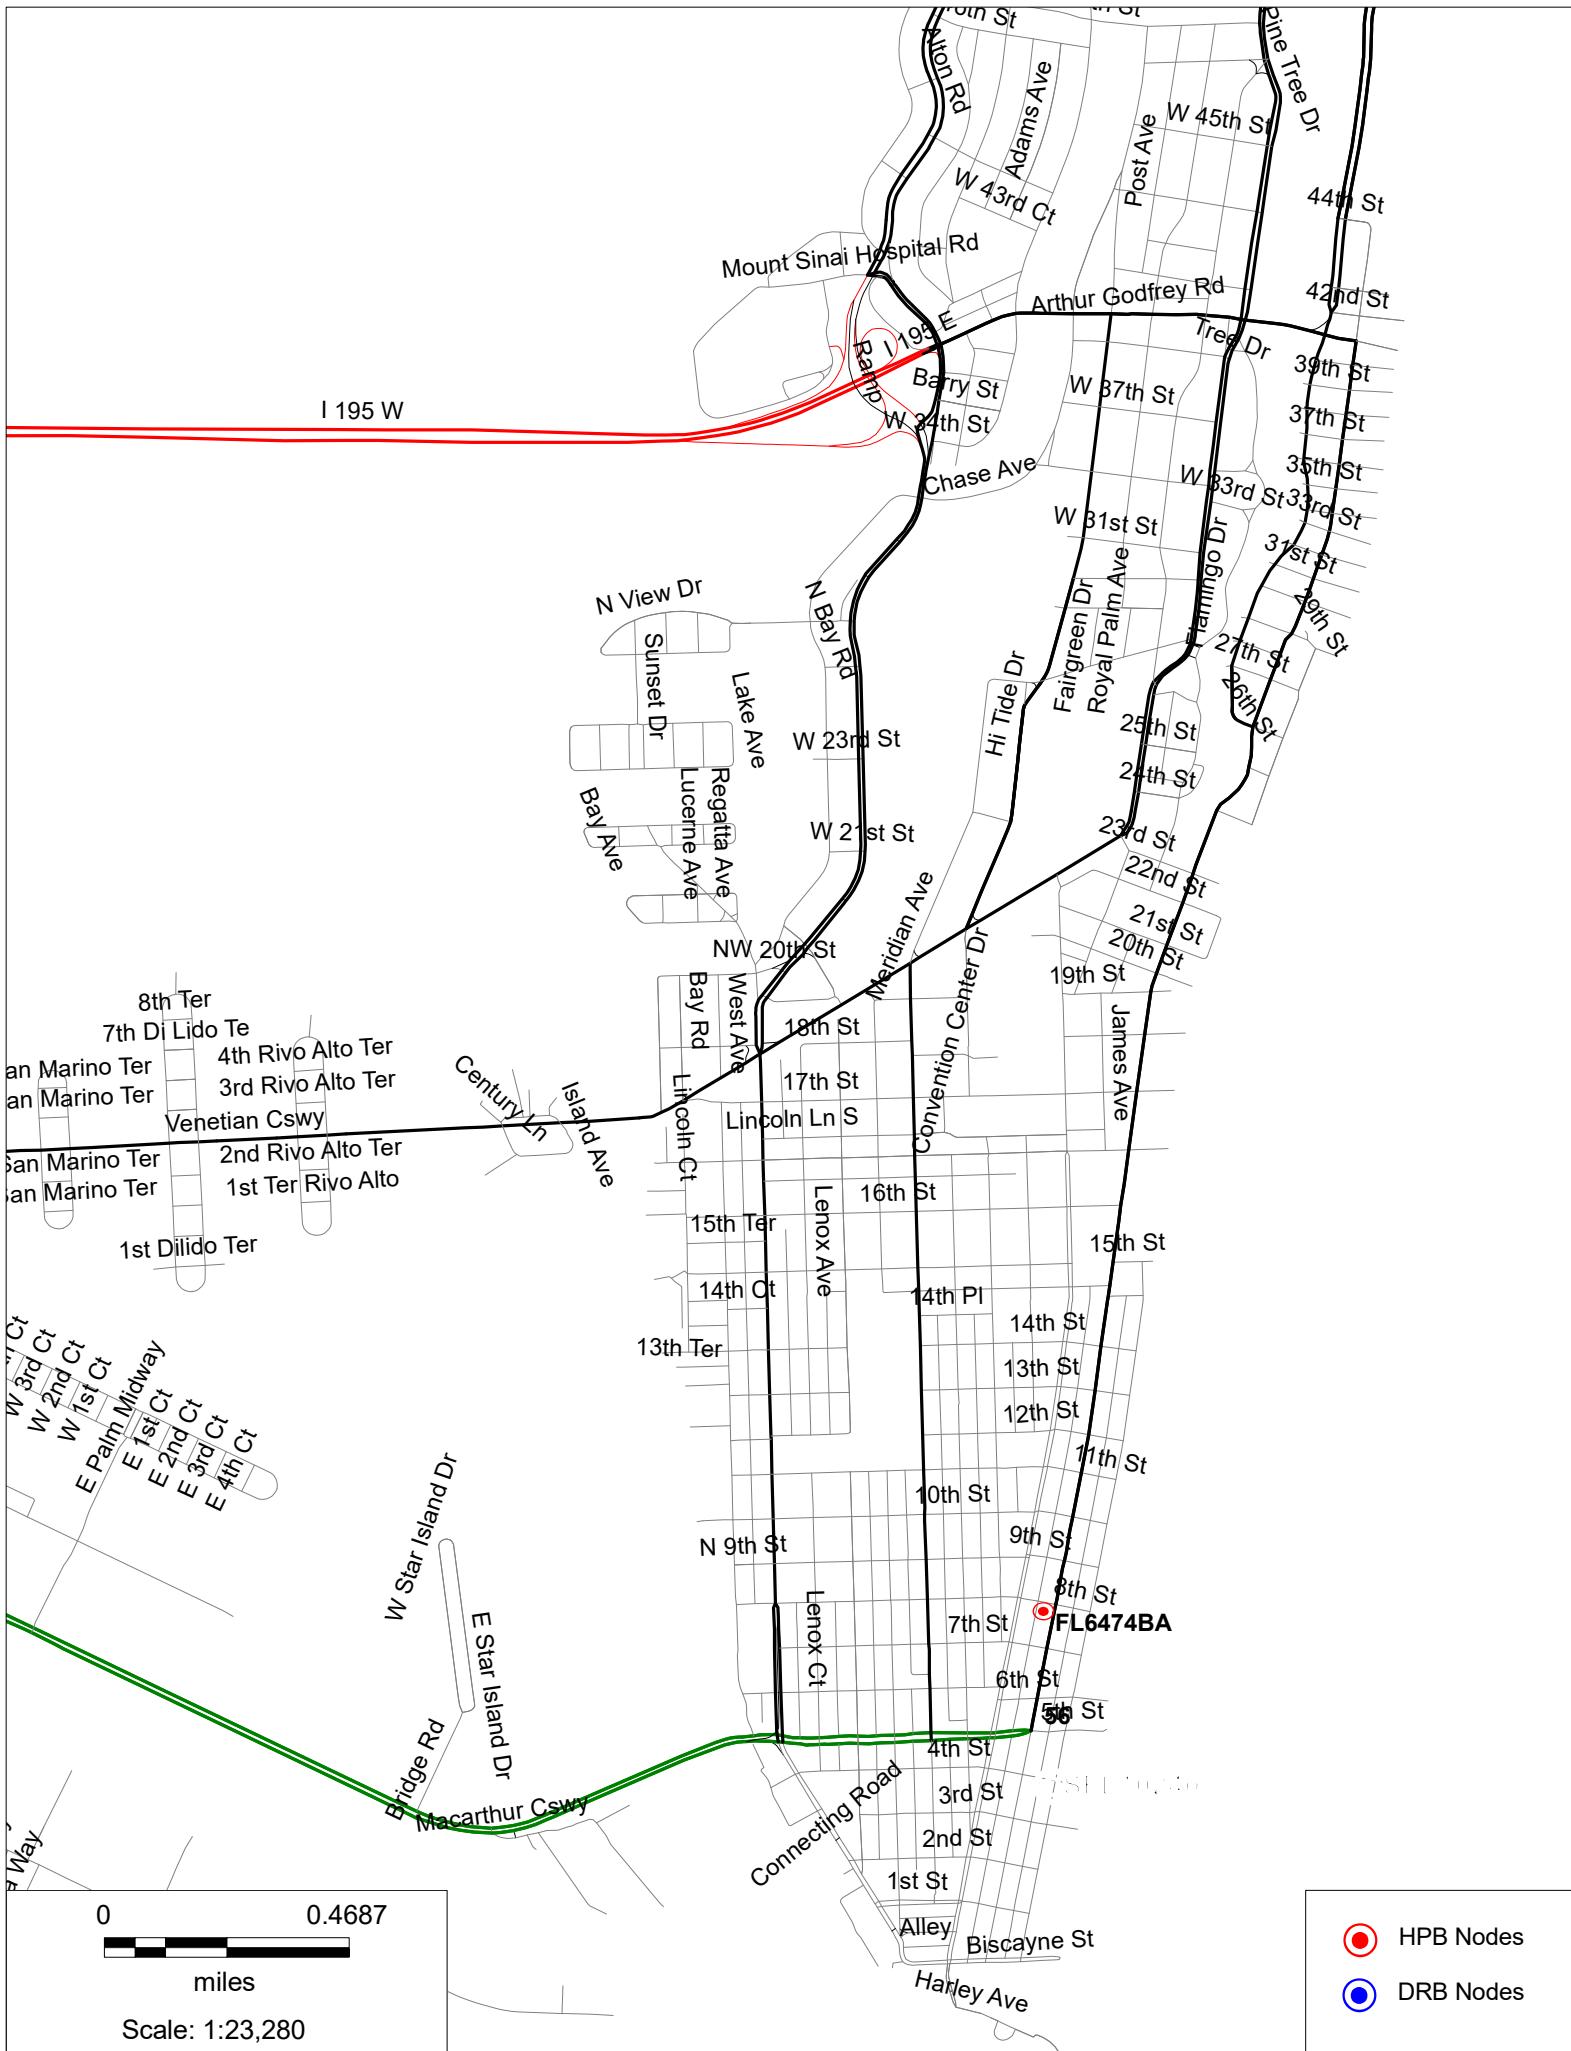 Alton Rd
Pine Tree Dr
Adams Ave
Post Ave
W 45th St
W 43rd Ct
44th St
Mount Sinai Hospital Rd
Arthur Godfrey Rd
42nd St
I 195 E
Tree Dr
Ramp
39th St
Barry St
W 37th St
I 195 W
W 34th St
37th St
Chase Ave
35th St
W 33rd St
33rd St
W 31st St
31st St
N View Dr
N Bay Rd
Flamingo Dr
29th St
Fairgreen Dr
Royal Palm Ave
27th St
Sunset Dr
Lake Ave
Hi Tide Dr
26th St
25th St
W 23rd St
24th St
Bay Ave
Lucerne Ave
Regatta Ave
W 21st St
23rd St
22nd St
Meridian Ave
21st St
NW 20th St
20th St
19th St
8th Ter
Bay Rd
West Ave
Convention Center Dr
7th Di Lido Te
18th St
James Ave
4th Rivo Alto Ter
an Marino Ter
3rd Rivo Alto Ter
Century Ln
Island Ave
17th St
an Marino Ter
Venetian Cswy
Lincoln Ct
Lincoln Ln S
San Marino Ter
2nd Rivo Alto Ter
an Marino Ter
1st Ter Rivo Alto
16th St
Lenox Ave
15th Ter
1st Dilido Ter
15th St
14th Ct
14th Pl
14th St
13th Ter
13th St
Ct
W 3rd Ct
W 2nd Ct
W 1st Ct
E Palm Midway
E 1st Ct
E 2nd Ct
E 3rd Ct
E 4th Ct
12th St
11th St
10th St
W Star Island Dr
N 9th St
9th St
8th St
Lenox Ct
7th St
FL6474BA
E Star Island Dr
6th St
5th St
56
Bridge Rd
4th St
Macarthur Cswy
Connecting Road
3rd St
2nd St
a Way
1st St
Alley
Biscayne St
Harley Ave
0 0.4687
miles
Scale: 1:23,280
HPB Nodes
DRB Nodes